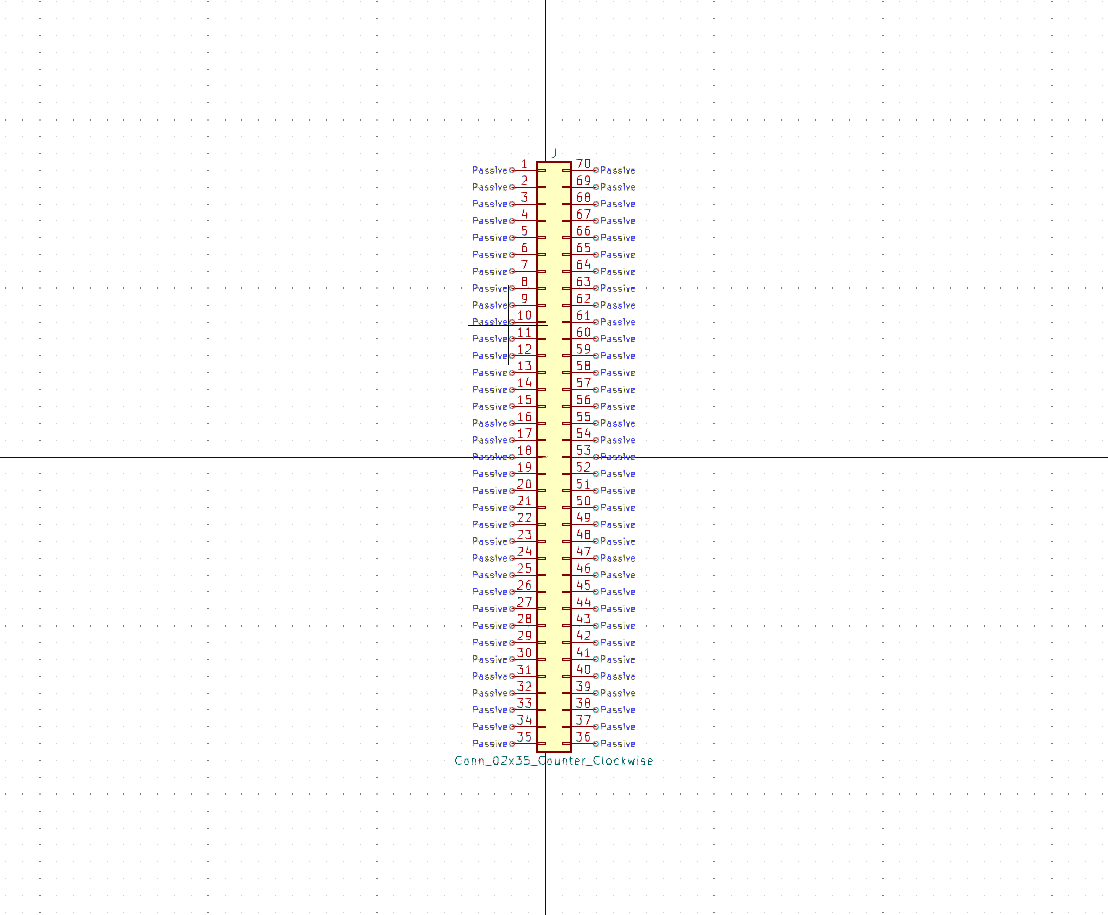 J
Passive 1 70 Passive
Passive 2 69 Passive
Passive 3 68 Passive
Passive 4 67 Passive
Passive 5 66 Passive
Passive 6 65 Passive
Passive 7 64 Passive
Passive 8 63 Passive
Passive 9 62 Passive
Passive 10 61 Passive
Passive 11 60 Passive
Passive 12 59 Passive
Passive 13 58 Passive
Passive 14 57 Passive
Passive 15 56 Passive
Passive 16 55 Passive
Passive 17 54 Passive
Passive 18 53 Passive
Passive 19 52 Passive
Passive 20 51 Passive
Passive 21 50 Passive
Passive 22 49 Passive
Passive 23 48 Passive
Passive 24 47 Passive
Passive 25 46 Passive
Passive 26 45 Passive
Passive 27 44 Passive
Passive 28 43 Passive
Passive 29 42 Passive
Passive 30 41 Passive
Passive 31 40 Passive
Passive 32 39 Passive
Passive 33 38 Passive
Passive 34 37 Passive
Passive 35 36 Passive
Conn_02x35_Counter_Clockwise